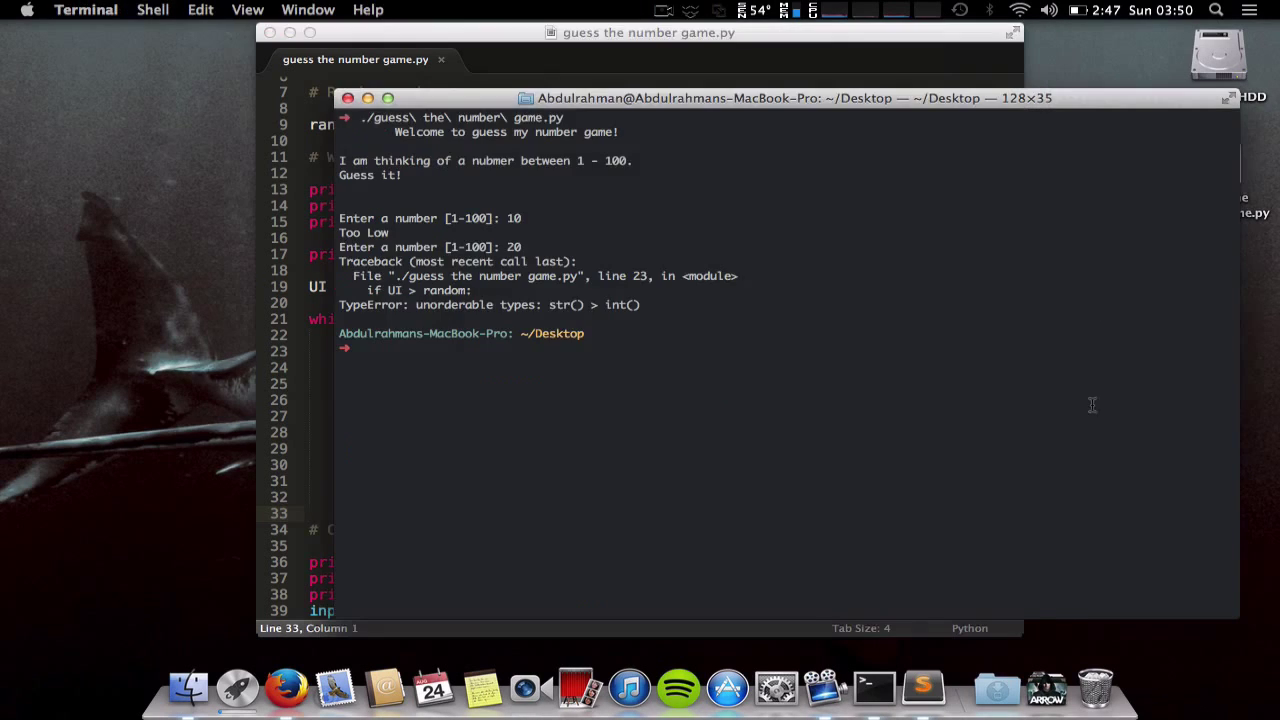 Terminal Shell Edit View Window Help
54° 2:47 Sun 03:50
guess the number game.py
guess the number game.py ×
HDD
Abdulrahman@Abdulrahmans-MacBook-Pro: ~/Desktop — ~/Desktop — 128×35
➜ ./guess\ the\ number\ game.py
Welcome to guess my number game!
I am thinking of a nubmer between 1 - 100.
Guess it!
Enter a number [1-100]: 10
Too Low
Enter a number [1-100]: 20
Traceback (most recent call last):
File "./guess the number game.py", line 23, in <module>
if UI > random:
TypeError: unorderable types: str() > int()
Abdulrahmans-MacBook-Pro: ~/Desktop
➜
7 #
8
9 ran
10
11 # W
12
13 pri
14 pri
15 pri
16
17 pri
18
19 UI
20
21 whi
22
23
24
25
26
27
28
29
30
31
32
33
34 #
35
36 pri
37 pri
38 pri
39 inp
Line 33, Column 1 Tab Size: 4 Python
AUG
24
ARROW